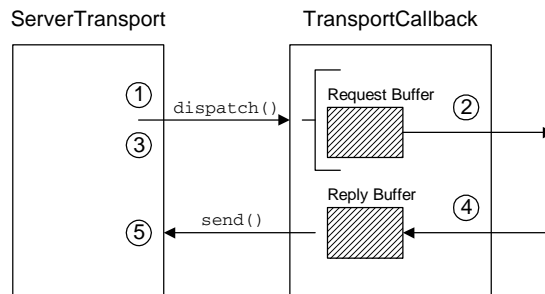 ServerTransport
TransportCallback
①
dispatch()
Request Buffer
②
③
Reply Buffer
④
⑤
send()